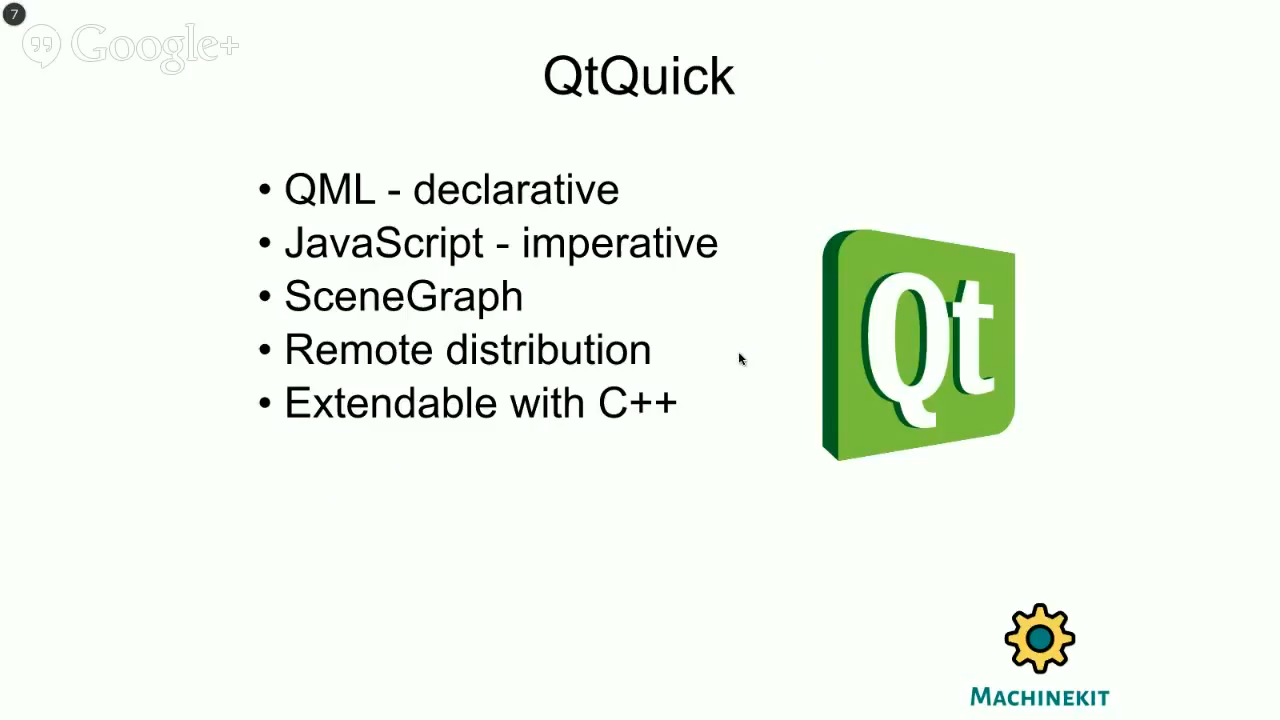 7
Google+
QtQuick
• QML - declarative
• JavaScript - imperative
• SceneGraph
• Remote distribution
• Extendable with C++
Qt
MACHINEKIT